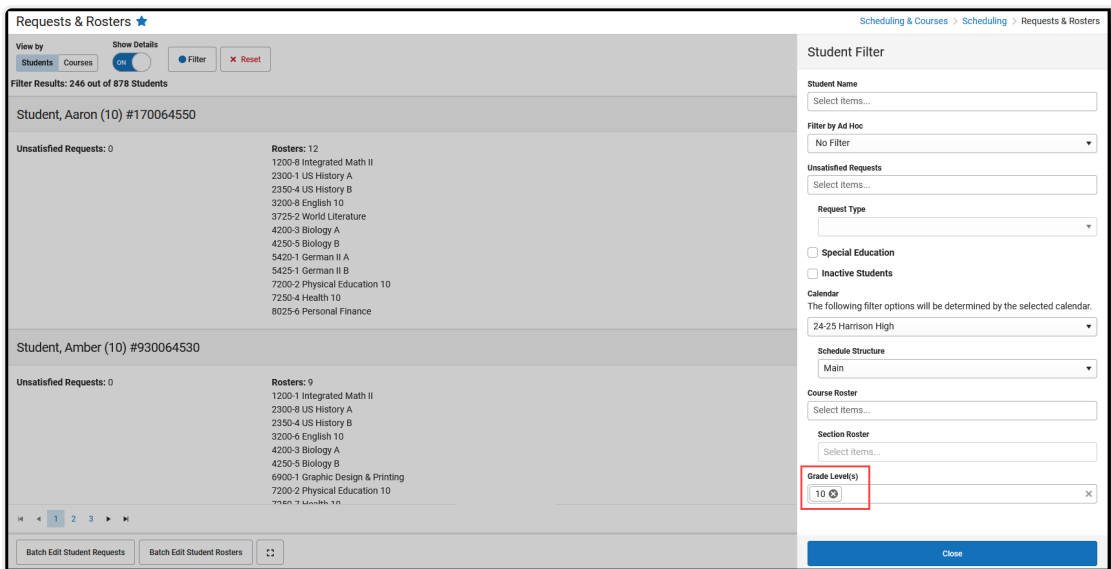 Requests & Rosters
Scheduling & Courses > Scheduling > Requests & Rosters
View by
Students Courses
Show Details
ON
Filter
Reset
Filter Results: 246 out of 878 Students
Student, Aaron (10) #170064550
Unsatisfied Requests: 0
Rosters: 12
1200-8 Integrated Math II
2300-1 US History A
2350-4 US History B
3200-8 English 10
3725-2 World Literature
4200-3 Biology A
4250-5 Biology B
5420-1 German II A
5425-1 German II B
7200-2 Physical Education 10
7250-4 Health 10
8025-6 Personal Finance
Student, Amber (10) #930064530
Unsatisfied Requests: 0
Rosters: 9
1200-1 Integrated Math II
2300-8 US History A
2350-4 US History B
3200-6 English 10
4200-3 Biology A
4250-5 Biology B
6900-1 Graphic Design & Printing
7200-2 Physical Education 10
7250-7 Health 10
1 2 3
Batch Edit Student Requests
Batch Edit Student Rosters
Student Filter
Student Name
Select items...
Filter by Ad Hoc
No Filter
Unsatisfied Requests
Select items...
Request Type
Special Education
Inactive Students
Calendar
The following filter options will be determined by the selected calendar.
24-25 Harrison High
Schedule Structure
Main
Course Roster
Select items...
Section Roster
Select items...
Grade Level(s)
10
Close